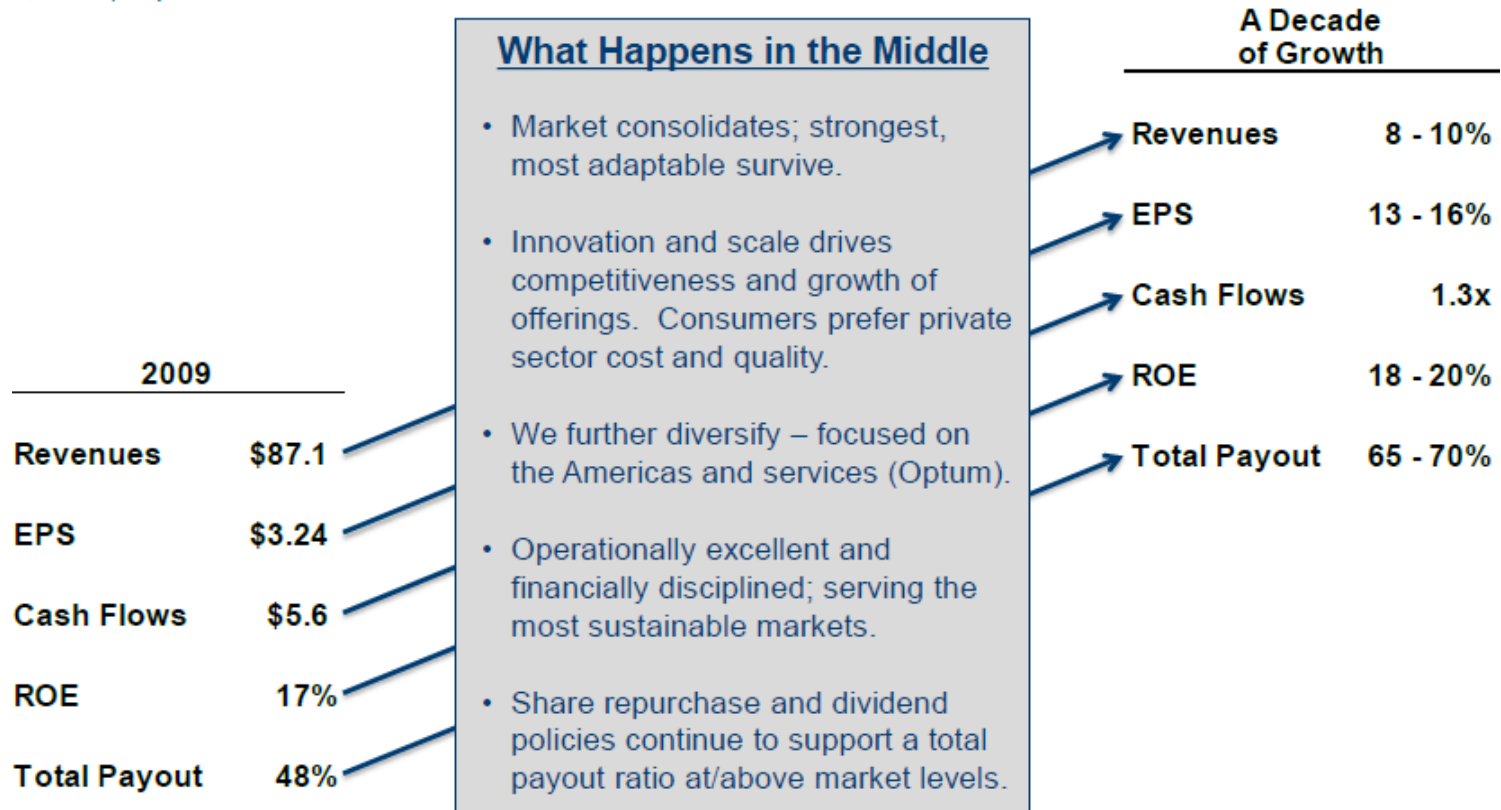 What Happens in the Middle
• Market consolidates; strongest,
most adaptable survive.
• Innovation and scale drives
competitiveness and growth of
offerings. Consumers prefer private
sector cost and quality.
• We further diversify – focused on
the Americas and services (Optum).
• Operationally excellent and
financially disciplined; serving the
most sustainable markets.
• Share repurchase and dividend
policies continue to support a total
payout ratio at/above market levels.
2009
Revenues $87.1
EPS $3.24
Cash Flows $5.6
ROE 17%
Total Payout 48%
A Decade
of Growth
Revenues 8 - 10%
EPS 13 - 16%
Cash Flows 1.3x
ROE 18 - 20%
Total Payout 65 - 70%